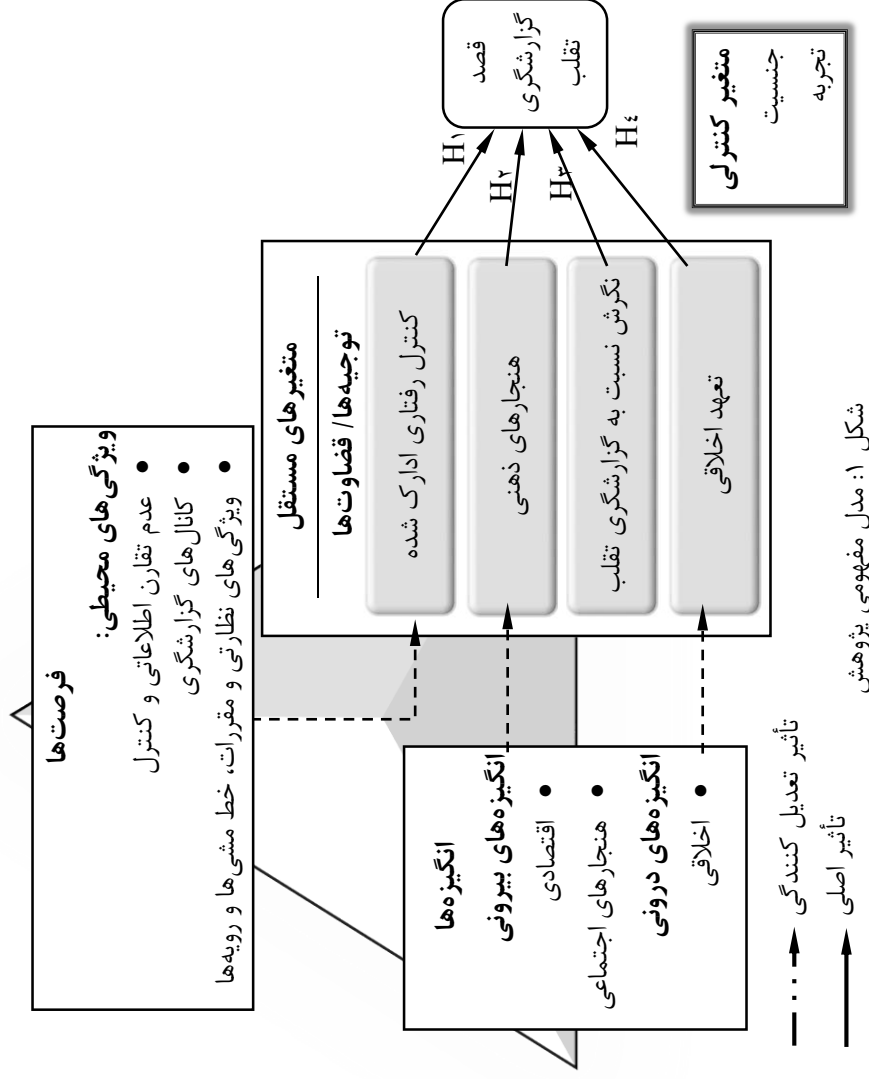 فرصت‌ها
ویژگی‌های محیطی:
• عدم تقارن اطلاعاتی و کنترل
• کانال‌های گزارشگری
• ویژگی‌های نظارتی و مقررات، خط مشی‌ها و رویه‌ها
انگیزه‌ها
انگیزه‌های بیرونی
• اقتصادی
• هنجارهای اجتماعی
انگیزه‌های درونی
• اخلاقی
متغیرهای مستقل
توجیه‌ها/ قضاوت‌ها
کنترل رفتاری ادارک شده
هنجارهای ذهنی
نگرش نسبت به گزارشگری تقلب
تعهد اخلاقی
H۱
H۲
H۳
H٤
قصد
گزارشگری
تقلب
متغیر کنترلی
جنسیت
تجربه
تأثیر تعدیل کنندگی
تأثیر اصلی
شکل ۱: مدل مفهومی پژوهش